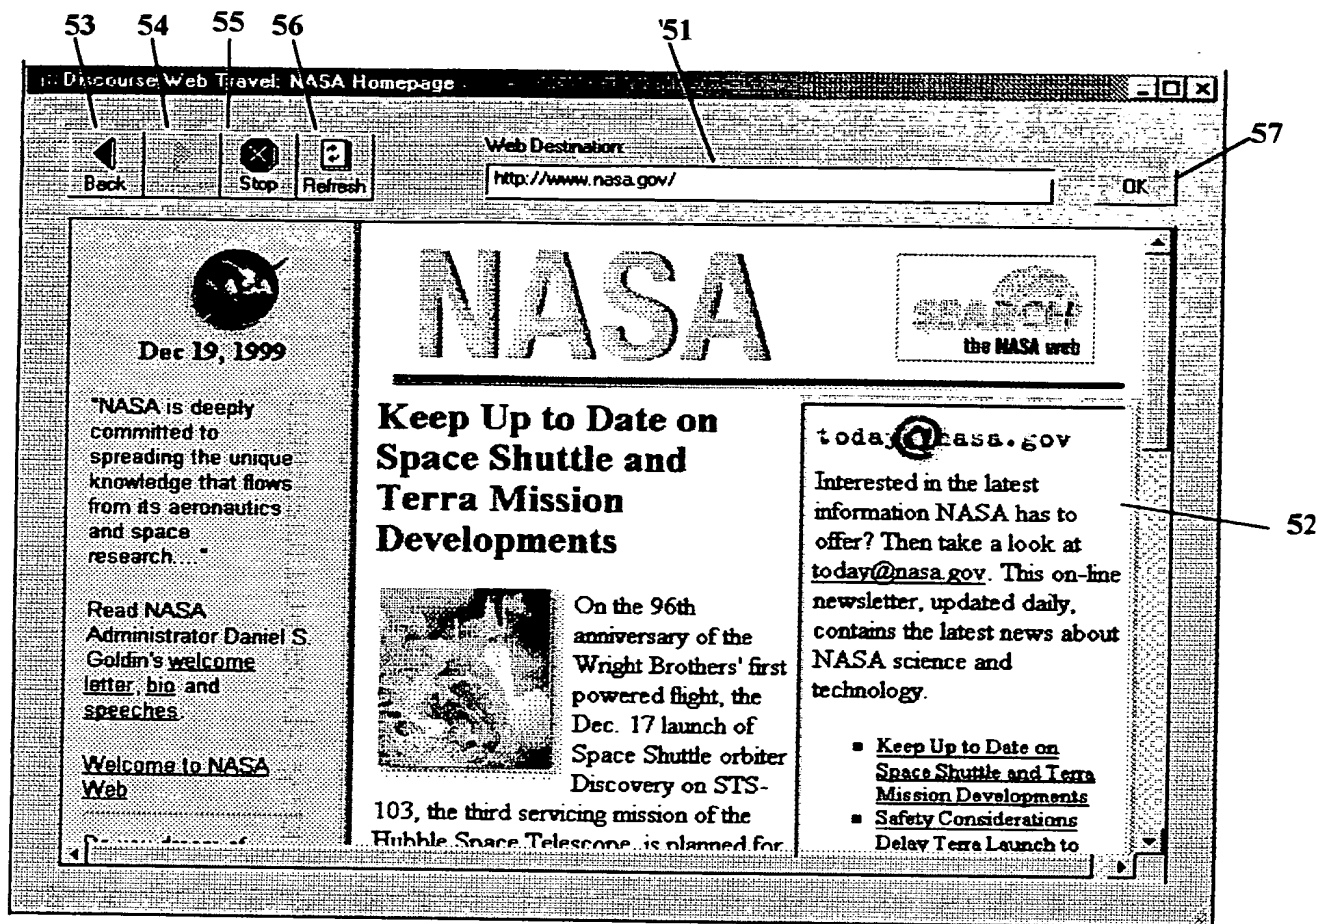 53 54 55 56 51
Discourse Web Travel: NASA Homepage
57
Web Destination:
Back Stop Refresh
http://www.nasa.gov/
OK
NASA
Dec 19, 1999
"NASA is deeply
committed to
spreading the unique
knowledge that flows
from its aeronautics
and space
research...."
Read NASA
Administrator Daniel S.
Goldin's welcome
letter, bio and
speeches.
Welcome to NASA
Web
NASA
SEARCH
the NASA web
Keep Up to Date on
Space Shuttle and
Terra Mission
Developments
On the 96th
anniversary of the
Wright Brothers' first
powered flight, the
Dec. 17 launch of
Space Shuttle orbiter
Discovery on STS-
103, the third servicing mission of the
Hubble Space Telescope, is planned for
today@nasa.gov
Interested in the latest
information NASA has to
offer? Then take a look at
today@nasa.gov. This on-line
newsletter, updated daily,
contains the latest news about
NASA science and
technology.
52
Keep Up to Date on
Space Shuttle and Terra
Mission Developments
Safety Considerations
Delay Terra Launch to